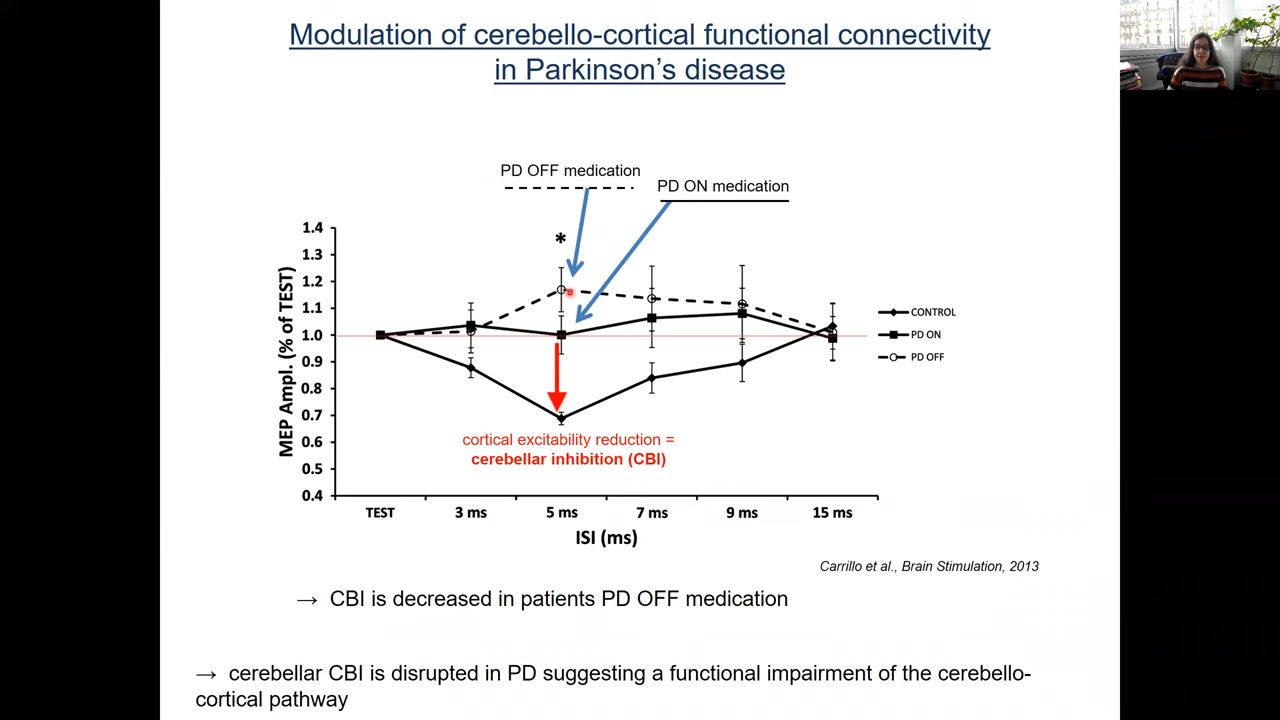 Modulation of cerebello-cortical functional connectivity
in Parkinson’s disease
PD OFF medication
PD ON medication
*
1.4
1.3
1.2
1.1
1.0
0.9
0.8
0.7
0.6
0.5
0.4
MEP Ampl. (% of TEST)
CONTROL
PD ON
PD OFF
cortical excitability reduction =
cerebellar inhibition (CBI)
TEST 3 ms 5 ms 7 ms 9 ms 15 ms
ISI (ms)
Carrillo et al., Brain Stimulation, 2013
→ CBI is decreased in patients PD OFF medication
→ cerebellar CBI is disrupted in PD suggesting a functional impairment of the cerebello-
cortical pathway